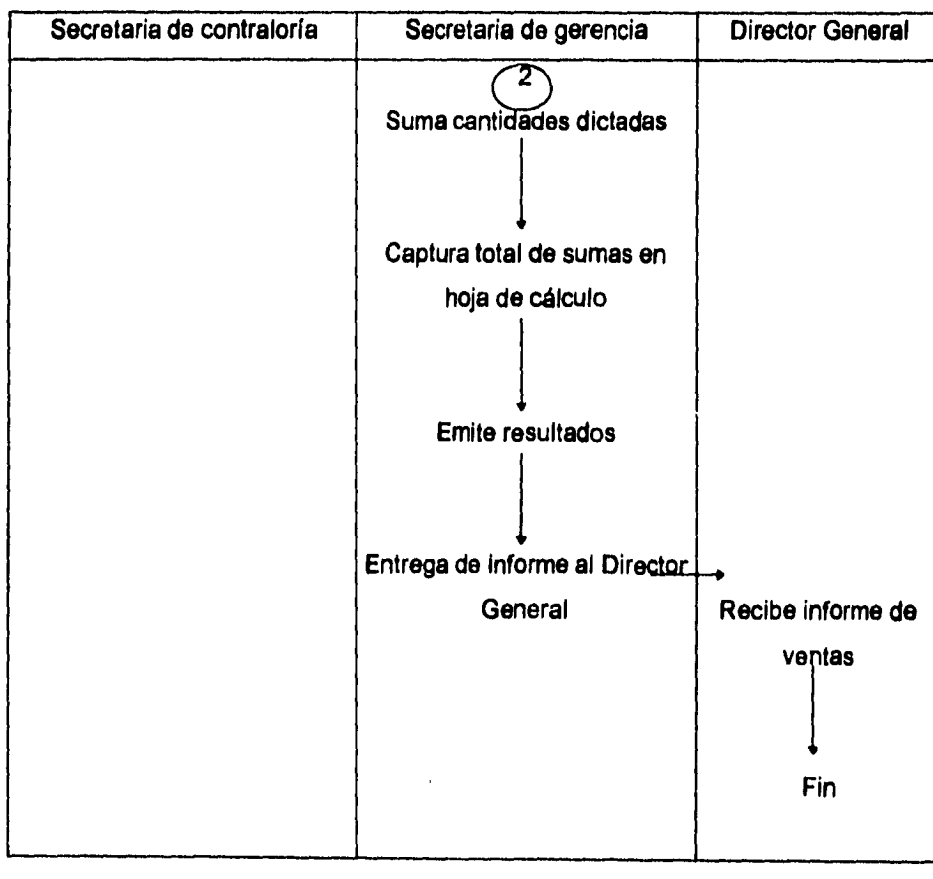 Secretaria de contraloría
Secretaria de gerencia
Director General
2
Suma cantidades dictadas
Captura total de sumas en
hoja de cálculo
Emite resultados
Entrega de informe al Director
General
Recibe informe de
ventas
Fin